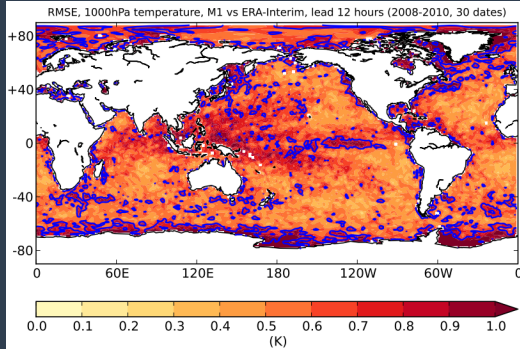 RMSE, 1000hPa temperature, M1 vs ERA-Interim, lead 12 hours (2008-2010, 30 dates)
+80
+40
0
-40
-80
0 60E 120E 180 120W 60W 0
0.0 0.1 0.2 0.3 0.4 0.5 0.6 0.7 0.8 0.9 1.0
(K)